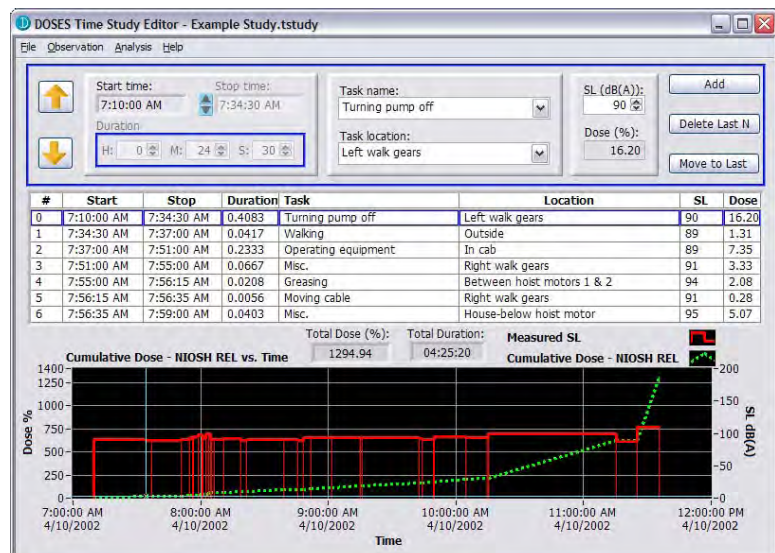 DOSES Time Study Editor - Example Study.tstudy
File Observation Analysis Help
Start time: Stop time:
7:10:00 AM 7:34:30 AM
Duration
H: 0 M: 24 S: 30
Task name:
Turning pump off
Task location:
Left walk gears
SL (dB(A)):
90
Dose (%):
16.20
Add
Delete Last N
Move to Last
# Start Stop Duration Task Location SL Dose
0 7:10:00 AM 7:34:30 AM 0.4083 Turning pump off Left walk gears 90 16.20
1 7:34:30 AM 7:37:00 AM 0.0417 Walking Outside 89 1.31
2 7:37:00 AM 7:51:00 AM 0.2333 Operating equipment In cab 89 7.35
3 7:51:00 AM 7:55:00 AM 0.0667 Misc. Right walk gears 91 3.33
4 7:55:00 AM 7:56:15 AM 0.0208 Greasing Between hoist motors 1 & 2 94 2.08
5 7:56:15 AM 7:56:35 AM 0.0056 Moving cable Right walk gears 91 0.28
6 7:56:35 AM 7:59:00 AM 0.0403 Misc. House-below hoist motor 95 5.07
Total Dose (%): Total Duration: Measured SL
Cumulative Dose - NIOSH REL vs. Time 1294.94 04:25:20 Cumulative Dose - NIOSH REL
1400
1250
1000
750
500
250
0
Dose %
200
150
100
50
0
SL dB(A)
7:00:00 AM 8:00:00 AM 9:00:00 AM 10:00:00 AM 11:00:00 AM 12:00:00 PM
4/10/2002 4/10/2002 4/10/2002 4/10/2002 4/10/2002 4/10/2002
Time